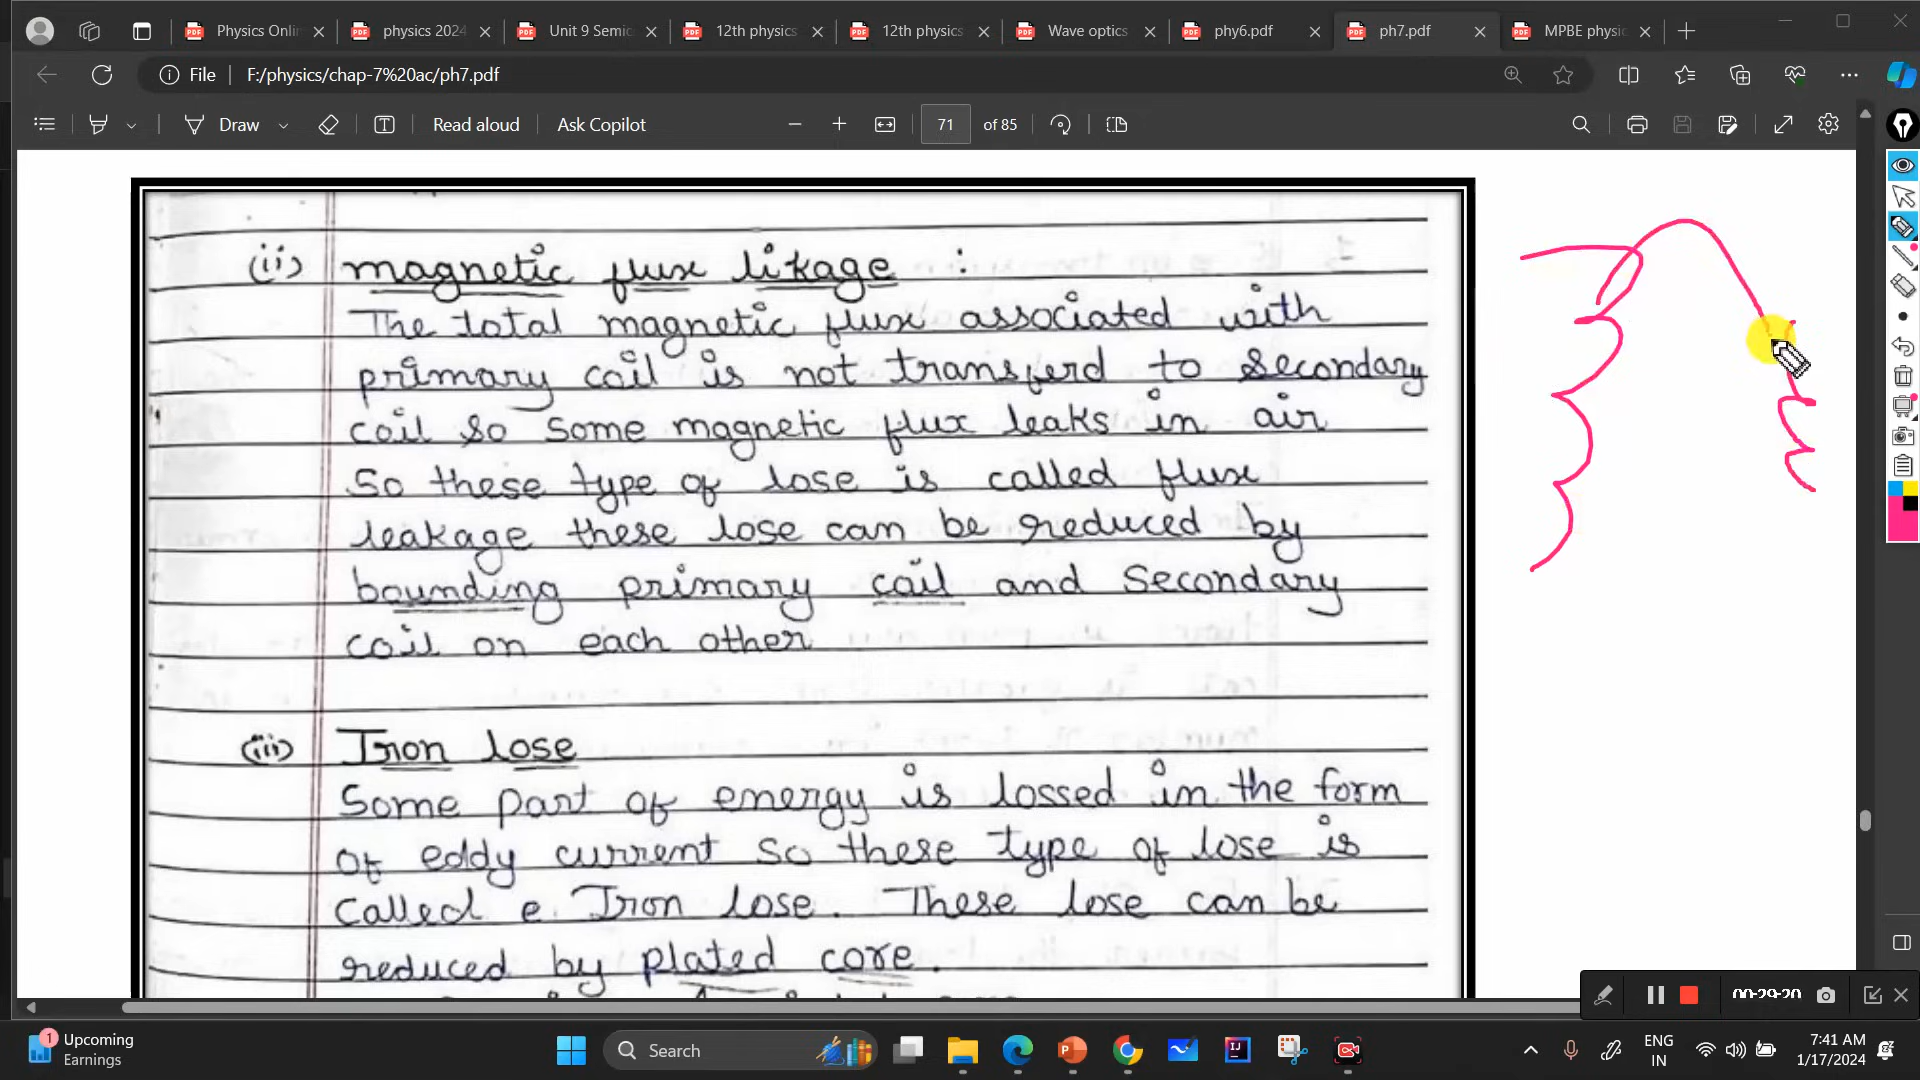 Physics Onlin
physics 2024
Unit 9 Semic
12th physics
12th physics
Wave optics
phy6.pdf
ph7.pdf
MPBE physic
File
F:/physics/chap-7%20ac/ph7.pdf
Draw
Read aloud
Ask Copilot
71
of 85
(ii) magnetic flux likage :
The total magnetic flux associated with
primary coil is not transferd to secondary
coil so some magnetic flux leaks in air
So these type of lose is called flux
leakage these lose can be reduced by
bounding primary coil and Secondary
coil on each other
(iii) Iron lose
Some part of energy is lossed in the form
of eddy current so these type of lose is
called e Iron lose. These lose can be
reduced by plated core.
00:29:20
1
Upcoming
Earnings
Search
ENG
IN
7:41 AM
1/17/2024